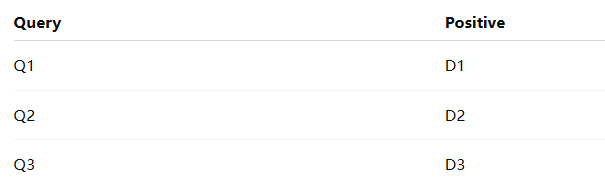 Query Positive
Q1 D1
Q2 D2
Q3 D3